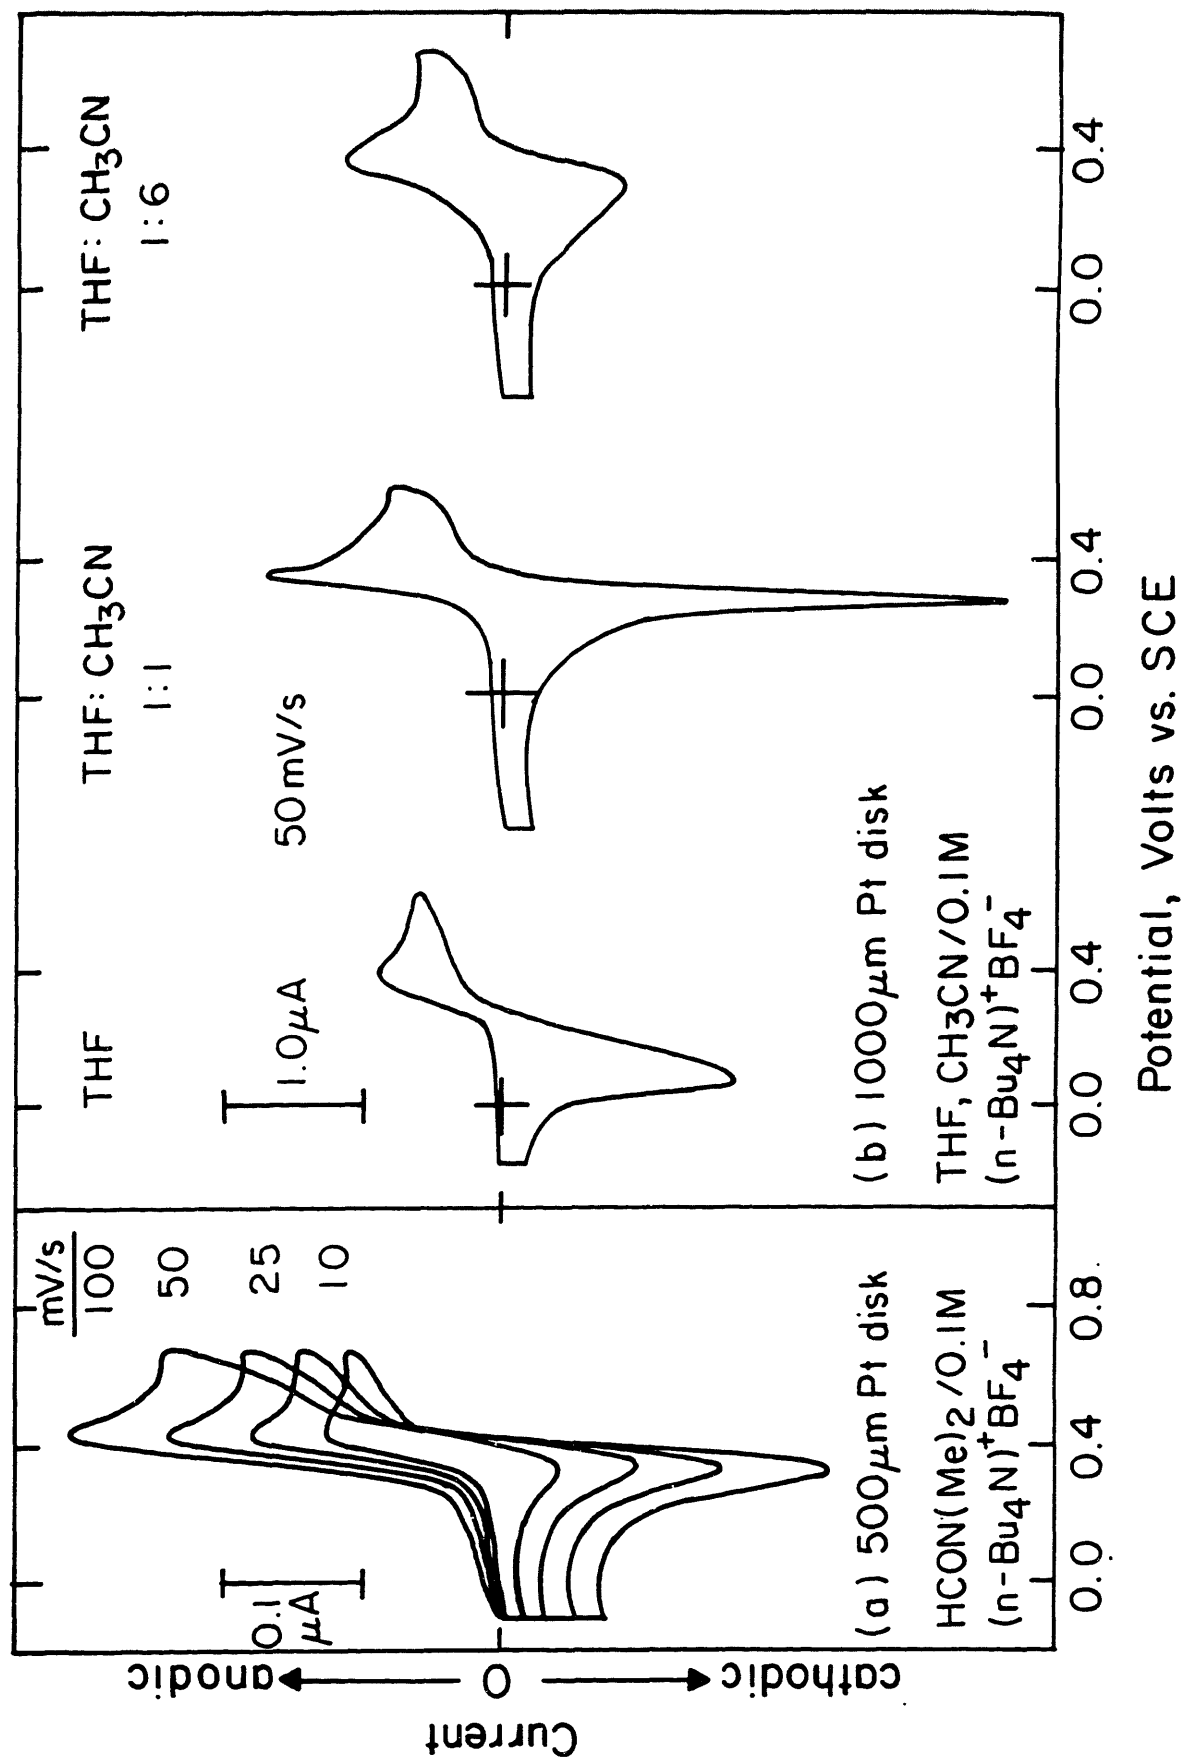 Current
cathodic
0
anodic
mV/s
100
50
25
10
0.1
μA
(a) 500μm Pt disk
HCON(Me)2/0.1M
(n-Bu4N)+BF4-
0.0
0.4
0.8
THF
1.0μA
50mV/s
THF: CH3CN
1:1
THF: CH3CN
1:6
(b) 1000μm Pt disk
THF, CH3CN/0.1M
(n-Bu4N)+BF4-
0.0
0.4
0.0
0.4
0.0
0.4
Potential, Volts vs. SCE